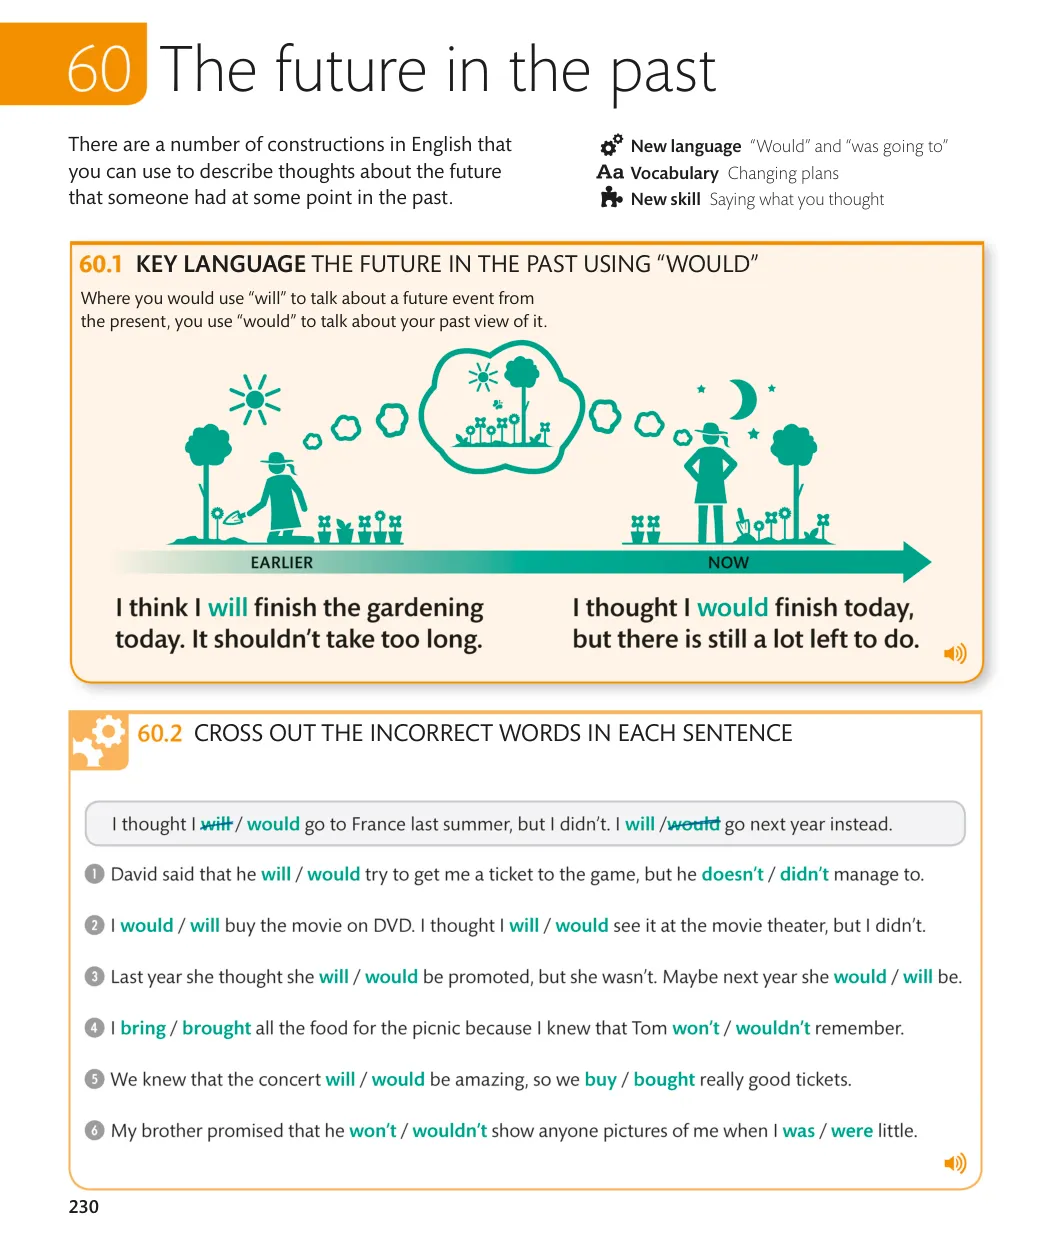 60 The future in the past
There are a number of constructions in English that
you can use to describe thoughts about the future
that someone had at some point in the past.
New language “Would” and “was going to”
Aa Vocabulary Changing plans
New skill Saying what you thought
60.1 KEY LANGUAGE THE FUTURE IN THE PAST USING “WOULD”
Where you would use “will” to talk about a future event from
the present, you use “would” to talk about your past view of it.
EARLIER
NOW
I think I will finish the gardening
today. It shouldn’t take too long.
I thought I would finish today,
but there is still a lot left to do.
60.2 CROSS OUT THE INCORRECT WORDS IN EACH SENTENCE
I thought I will / would go to France last summer, but I didn’t. I will / would go next year instead.
1 David said that he will / would try to get me a ticket to the game, but he doesn’t / didn’t manage to.
2 I would / will buy the movie on DVD. I thought I will / would see it at the movie theater, but I didn’t.
3 Last year she thought she will / would be promoted, but she wasn’t. Maybe next year she would / will be.
4 I bring / brought all the food for the picnic because I knew that Tom won’t / wouldn’t remember.
5 We knew that the concert will / would be amazing, so we buy / bought really good tickets.
6 My brother promised that he won’t / wouldn’t show anyone pictures of me when I was / were little.
230